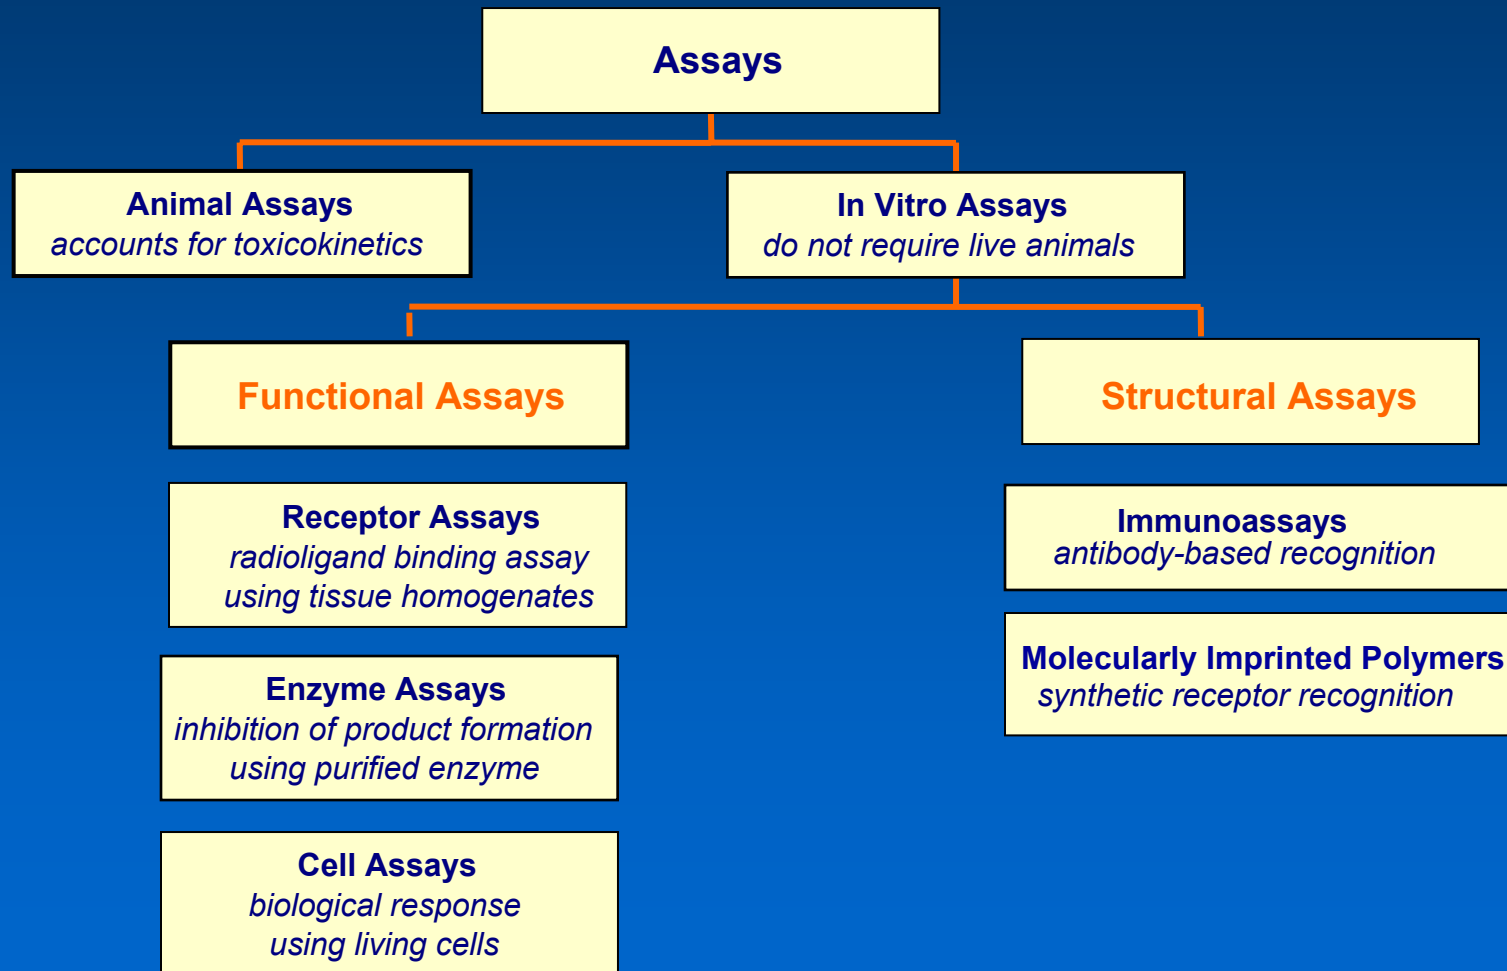 Assays
Animal Assays
accounts for toxicokinetics
In Vitro Assays
do not require live animals
Functional Assays
Structural Assays
Receptor Assays
radioligand binding assay
using tissue homogenates
Immunoassays
antibody-based recognition
Molecularly Imprinted Polymers
synthetic receptor recognition
Enzyme Assays
inhibition of product formation
using purified enzyme
Cell Assays
biological response
using living cells